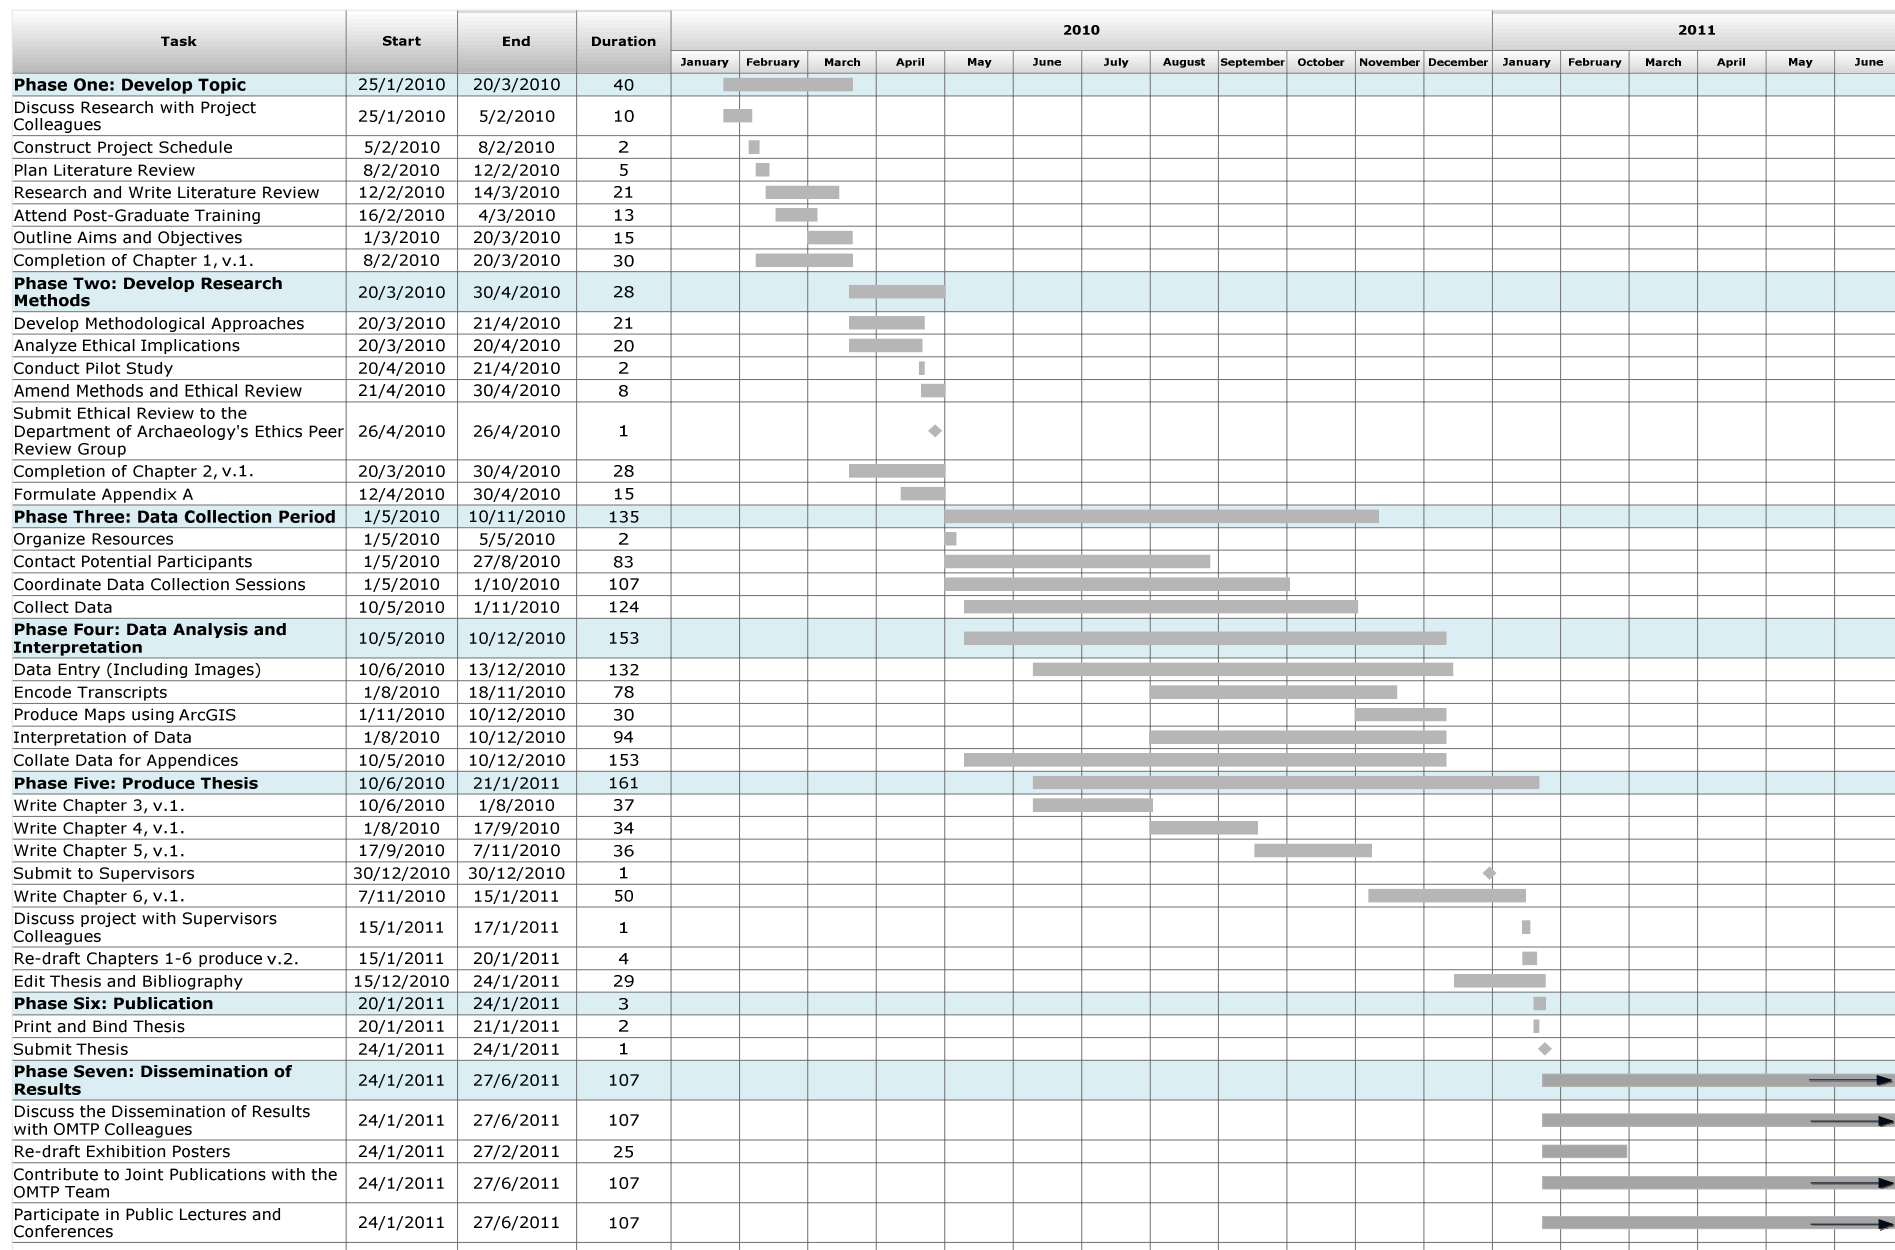 2010 2011
Task Start End Duration
January February March April May June July August September October November December January February March April May June
Phase One: Develop Topic 25/1/2010 20/3/2010 40
Discuss Research with Project
Colleagues 25/1/2010 5/2/2010 10
Construct Project Schedule 5/2/2010 8/2/2010 2
Plan Literature Review 8/2/2010 12/2/2010 5
Research and Write Literature Review 12/2/2010 14/3/2010 21
Attend Post-Graduate Training 16/2/2010 4/3/2010 13
Outline Aims and Objectives 1/3/2010 20/3/2010 15
Completion of Chapter 1, v.1. 8/2/2010 20/3/2010 30
Phase Two: Develop Research
Methods 20/3/2010 30/4/2010 28
Develop Methodological Approaches 20/3/2010 21/4/2010 21
Analyze Ethical Implications 20/3/2010 20/4/2010 20
Conduct Pilot Study 20/4/2010 21/4/2010 2
Amend Methods and Ethical Review 21/4/2010 30/4/2010 8
Submit Ethical Review to the
Department of Archaeology's Ethics Peer 26/4/2010 26/4/2010 1
Review Group
Completion of Chapter 2, v.1. 20/3/2010 30/4/2010 28
Formulate Appendix A 12/4/2010 30/4/2010 15
Phase Three: Data Collection Period 1/5/2010 10/11/2010 135
Organize Resources 1/5/2010 5/5/2010 2
Contact Potential Participants 1/5/2010 27/8/2010 83
Coordinate Data Collection Sessions 1/5/2010 1/10/2010 107
Collect Data 10/5/2010 1/11/2010 124
Phase Four: Data Analysis and
Interpretation 10/5/2010 10/12/2010 153
Data Entry (Including Images) 10/6/2010 13/12/2010 132
Encode Transcripts 1/8/2010 18/11/2010 78
Produce Maps using ArcGIS 1/11/2010 10/12/2010 30
Interpretation of Data 1/8/2010 10/12/2010 94
Collate Data for Appendices 10/5/2010 10/12/2010 153
Phase Five: Produce Thesis 10/6/2010 21/1/2011 161
Write Chapter 3, v.1. 10/6/2010 1/8/2010 37
Write Chapter 4, v.1. 1/8/2010 17/9/2010 34
Write Chapter 5, v.1. 17/9/2010 7/11/2010 36
Submit to Supervisors 30/12/2010 30/12/2010 1
Write Chapter 6, v.1. 7/11/2010 15/1/2011 50
Discuss project with Supervisors
Colleagues 15/1/2011 17/1/2011 1
Re-draft Chapters 1-6 produce v.2. 15/1/2011 20/1/2011 4
Edit Thesis and Bibliography 15/12/2010 24/1/2011 29
Phase Six: Publication 20/1/2011 24/1/2011 3
Print and Bind Thesis 20/1/2011 21/1/2011 2
Submit Thesis 24/1/2011 24/1/2011 1
Phase Seven: Dissemination of
Results 24/1/2011 27/6/2011 107
Discuss the Dissemination of Results
with OMTP Colleagues 24/1/2011 27/6/2011 107
Re-draft Exhibition Posters 24/1/2011 27/2/2011 25
Contribute to Joint Publications with the
OMTP Team 24/1/2011 27/6/2011 107
Participate in Public Lectures and
Conferences 24/1/2011 27/6/2011 107